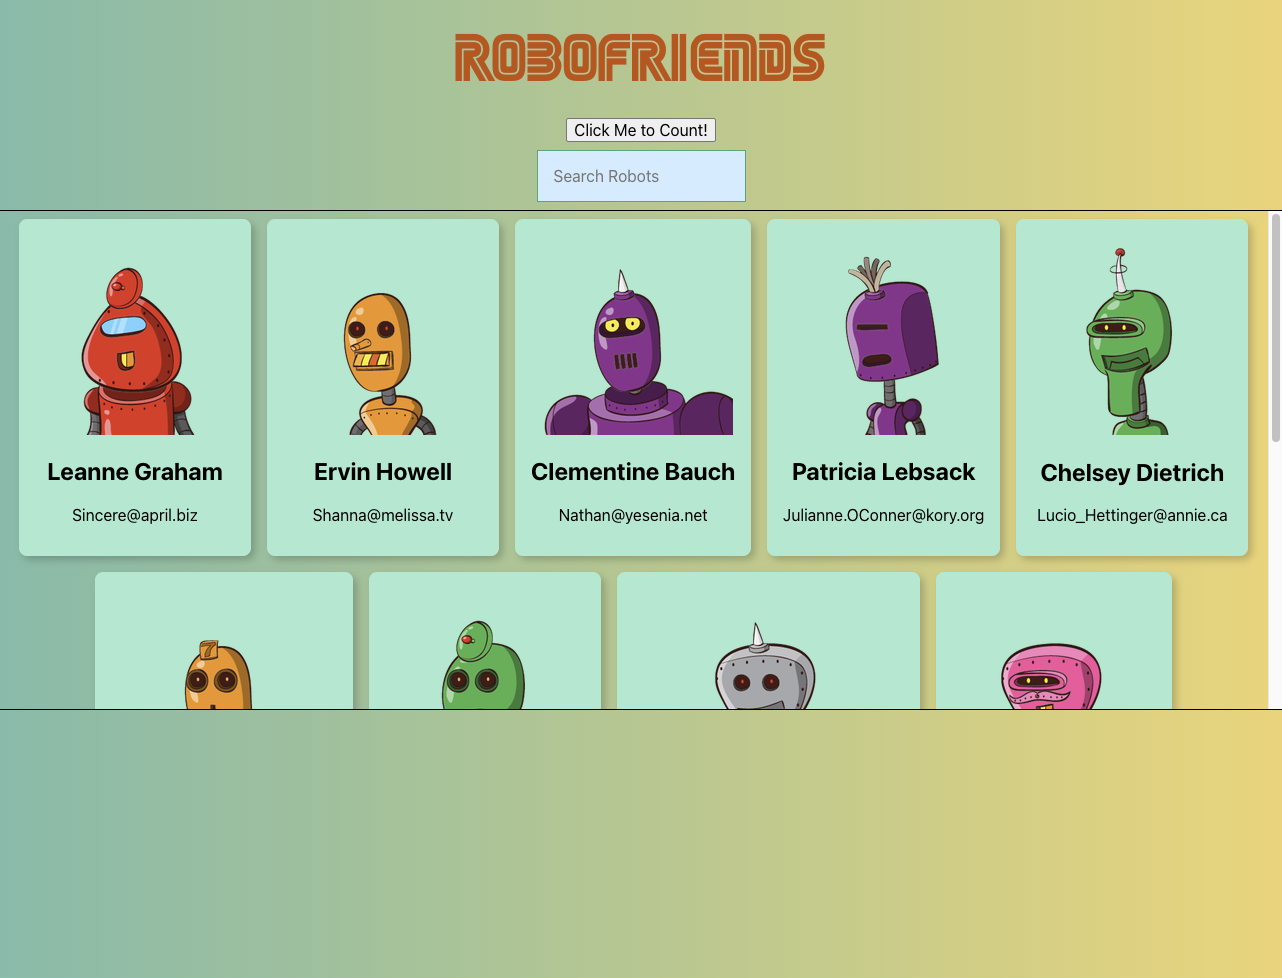 ROBOFRIENDS
Click Me to Count!
Search Robots
Leanne Graham
Sincere@april.biz
Ervin Howell
Shanna@melissa.tv
Clementine Bauch
Nathan@yesenia.net
Patricia Lebsack
Julianne.OConner@kory.org
Chelsey Dietrich
Lucio_Hettinger@annie.ca
7